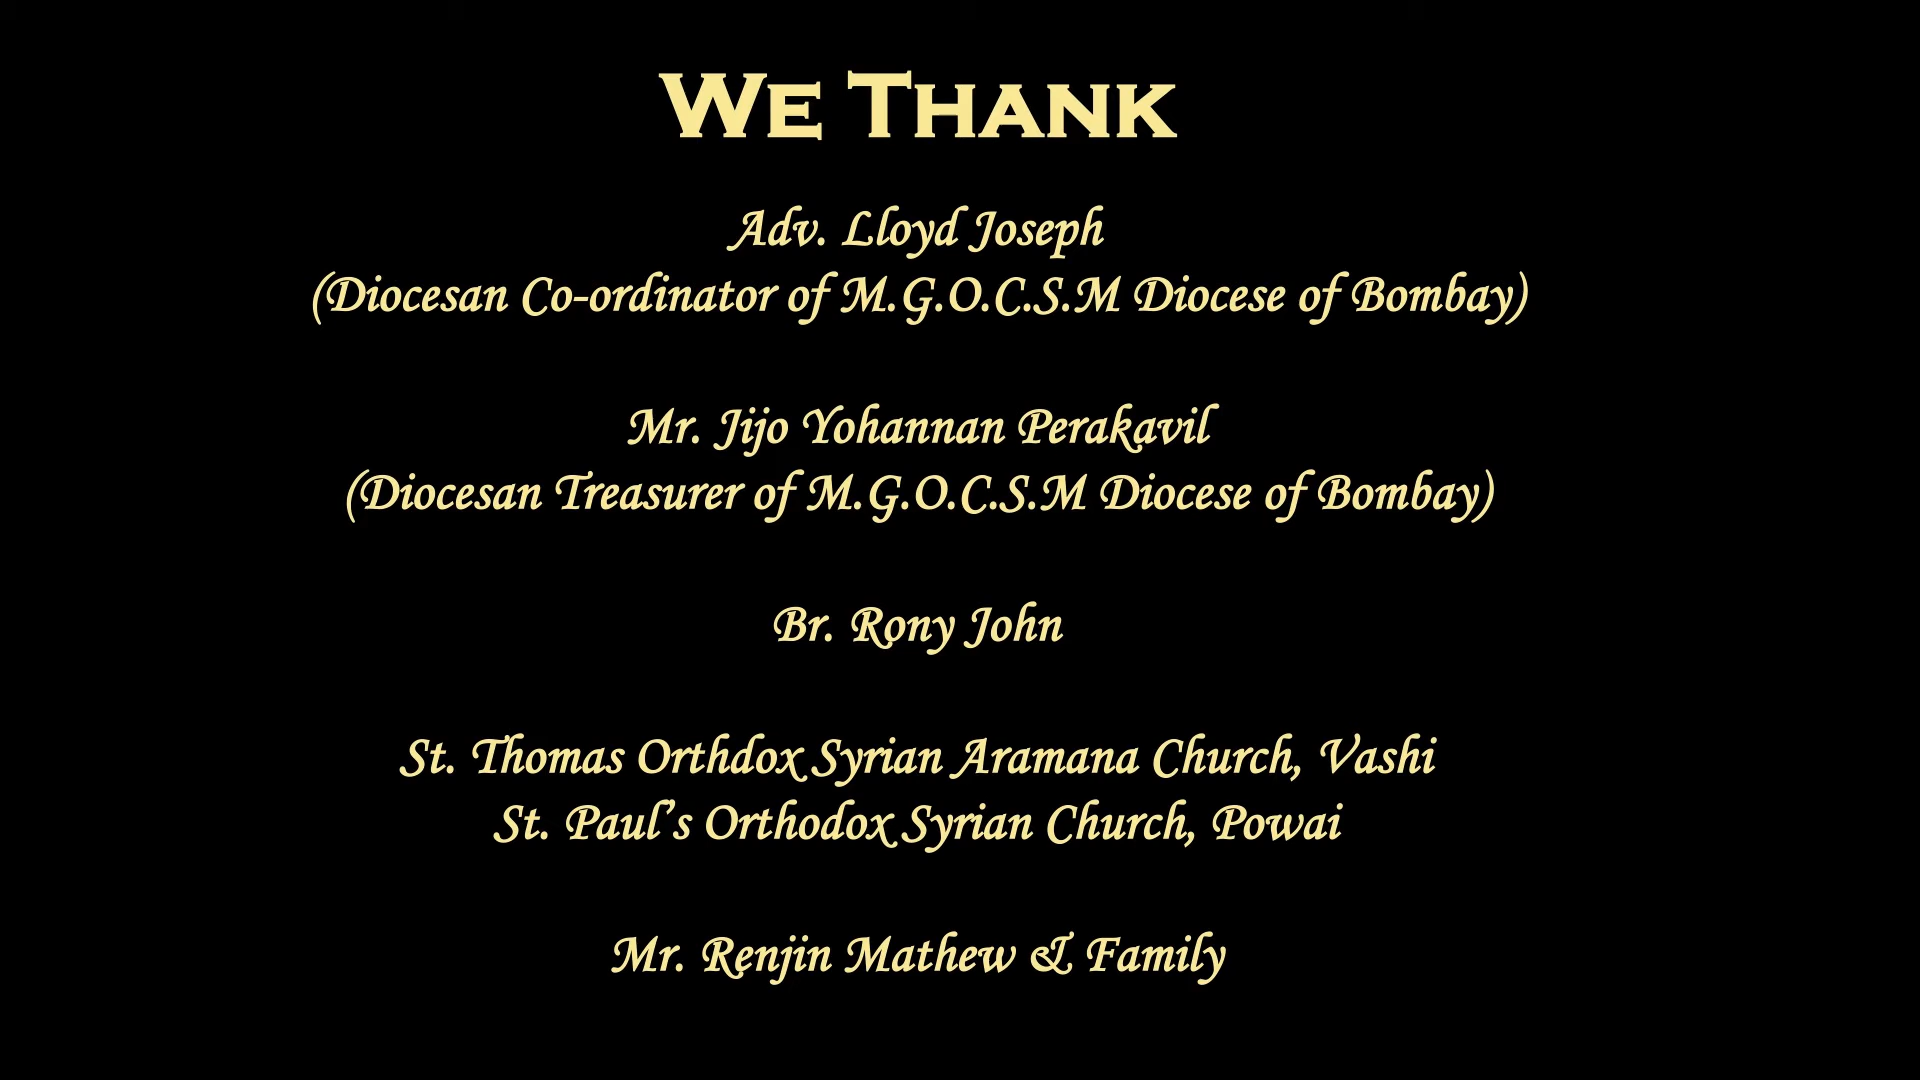 We Thank
Adv. Lloyd Joseph
(Diocesan Co-ordinator of M.G.O.C.S.M Diocese of Bombay)
Mr. Jijo Yohannan Perakavil
(Diocesan Treasurer of M.G.O.C.S.M Diocese of Bombay)
Br. Rony John
St. Thomas Orthdox Syrian Aramana Church, Vashi
St. Paul’s Orthodox Syrian Church, Powai
Mr. Renjin Mathew & Family